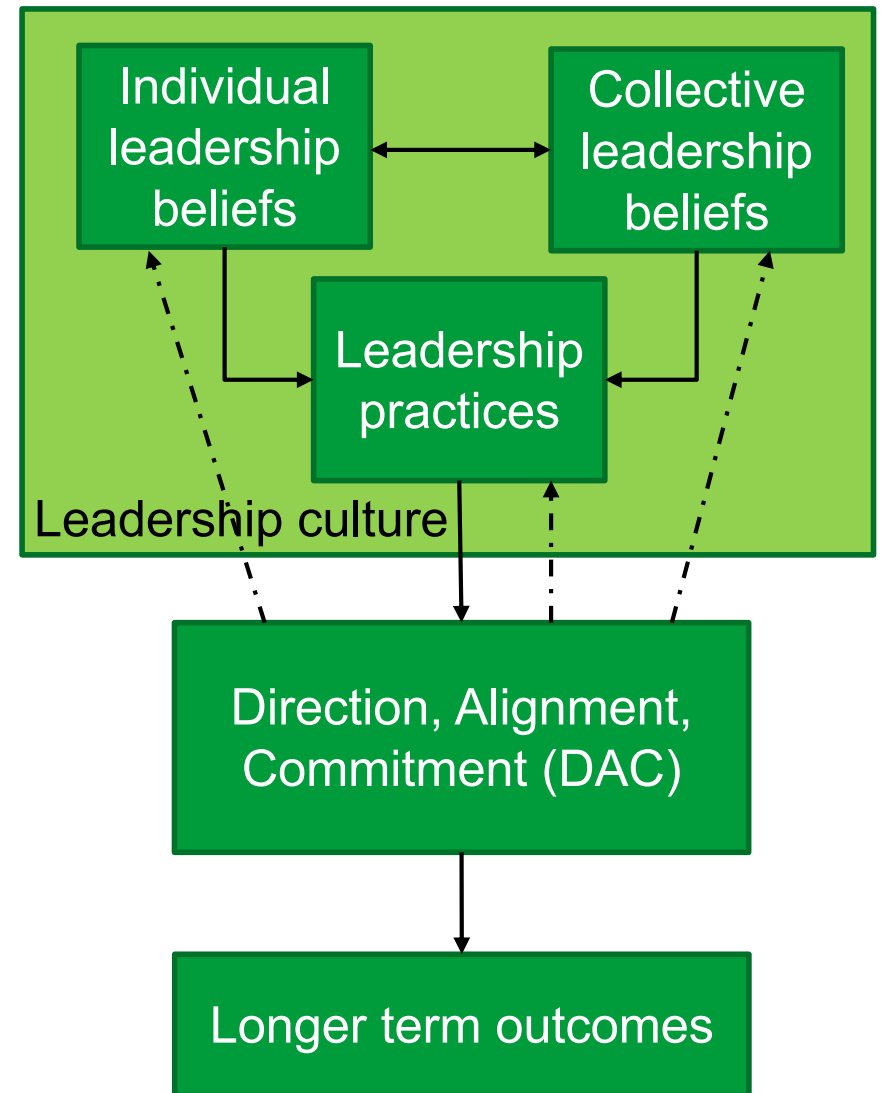 Individual
leadership
beliefs
Collective
leadership
beliefs
Leadership
practices
Leadership culture
Direction, Alignment,
Commitment (DAC)
Longer term outcomes